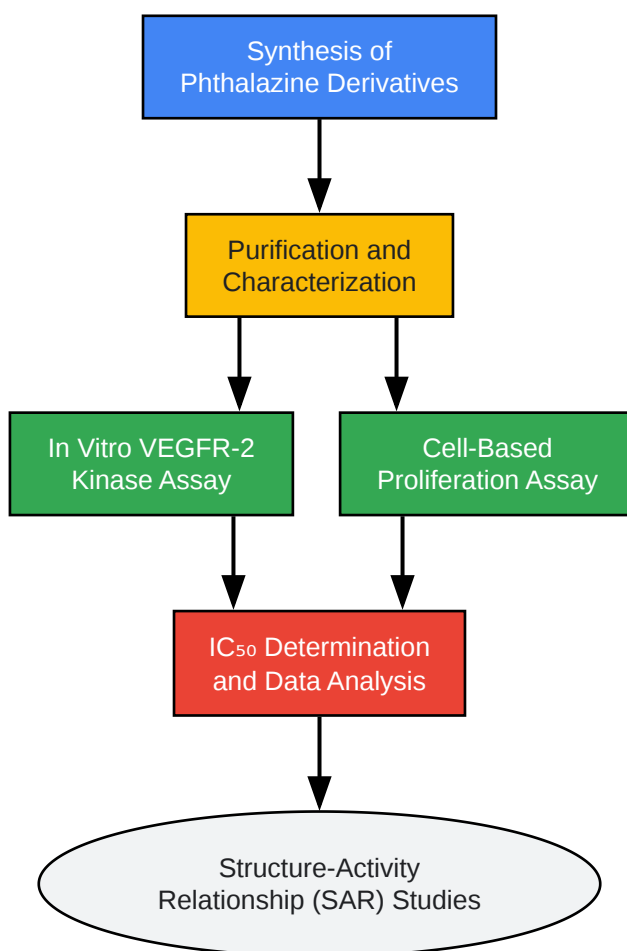 Synthesis of
Phthalazine Derivatives
Purification and
Characterization
In Vitro VEGFR-2
Kinase Assay
Cell-Based
Proliferation Assay
IC₅₀ Determination
and Data Analysis
Structure-Activity
Relationship (SAR) Studies